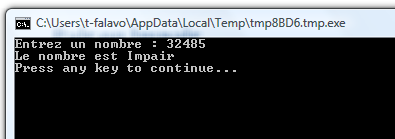 C:\Users\t-falavo\AppData\Local\Temp\tmp8BD6.tmp.exe
Entrez un nombre : 32485
Le nombre est Impair
Press any key to continue...